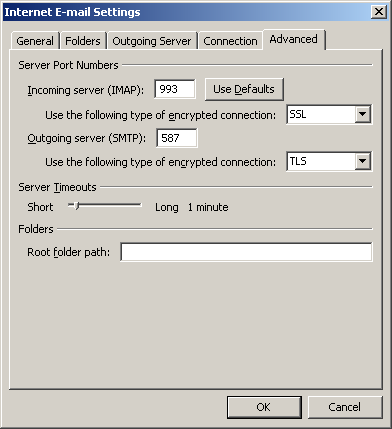 Internet E-mail Settings
General Folders Outgoing Server Connection Advanced
Server Port Numbers
Incoming server (IMAP): 993 Use Defaults
Use the following type of encrypted connection: SSL
Outgoing server (SMTP): 587
Use the following type of encrypted connection: TLS
Server Timeouts
Short Long 1 minute
Folders
Root folder path:
OK Cancel